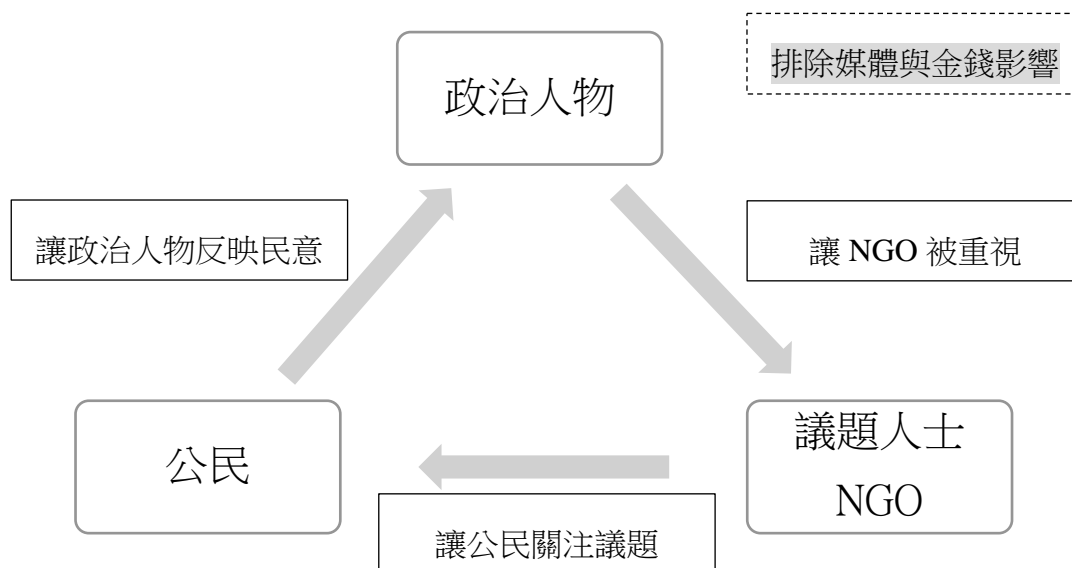 排除媒體與金錢影響
政治人物
讓政治人物反映民意
讓 NGO 被重視
公民
議題人士
NGO
讓公民關注議題